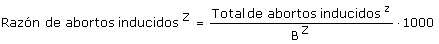 Razón de abortos inducidos Z = Total de abortos inducidos z / B Z · 1000